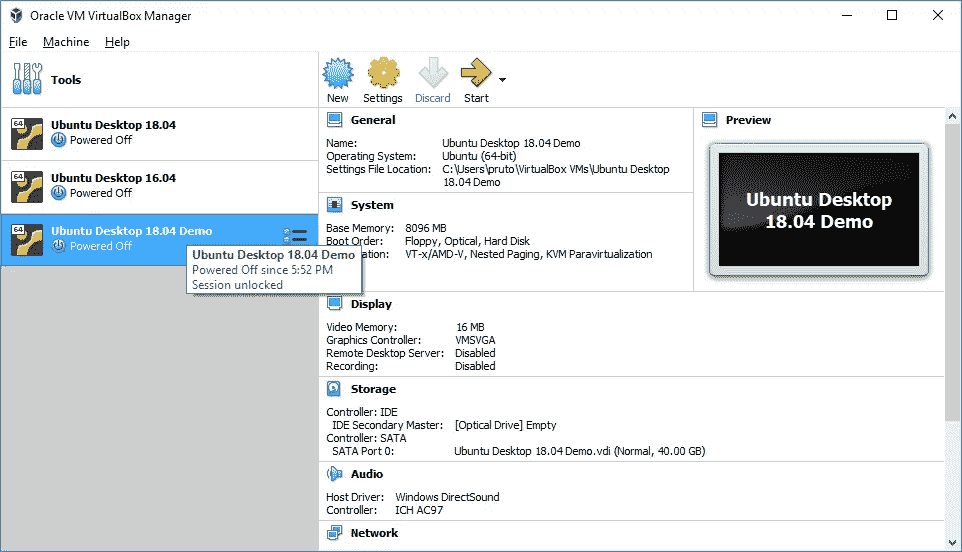 Oracle VM VirtualBox Manager
File Machine Help
Tools
64
Ubuntu Desktop 18.04
Powered Off
64
Ubuntu Desktop 16.04
Powered Off
64
Ubuntu Desktop 18.04 Demo
Powered Off
Ubuntu Desktop 18.04 Demo
Powered Off since 5:52 PM
Session unlocked
New Settings Discard Start
General
Name: Ubuntu Desktop 18.04 Demo
Operating System: Ubuntu (64-bit)
Settings File Location: C:\Users\pruto\VirtualBox VMs\Ubuntu Desktop
18.04 Demo
System
Base Memory: 8096 MB
Boot Order: Floppy, Optical, Hard Disk
ation: VT-x/AMD-V, Nested Paging, KVM Paravirtualization
Preview
Ubuntu Desktop
18.04 Demo
Display
Video Memory: 16 MB
Graphics Controller: VMSVGA
Remote Desktop Server: Disabled
Recording: Disabled
Storage
Controller: IDE
IDE Secondary Master: [Optical Drive] Empty
Controller: SATA
SATA Port 0: Ubuntu Desktop 18.04 Demo.vdi (Normal, 40.00 GB)
Audio
Host Driver: Windows DirectSound
Controller: ICH AC97
Network